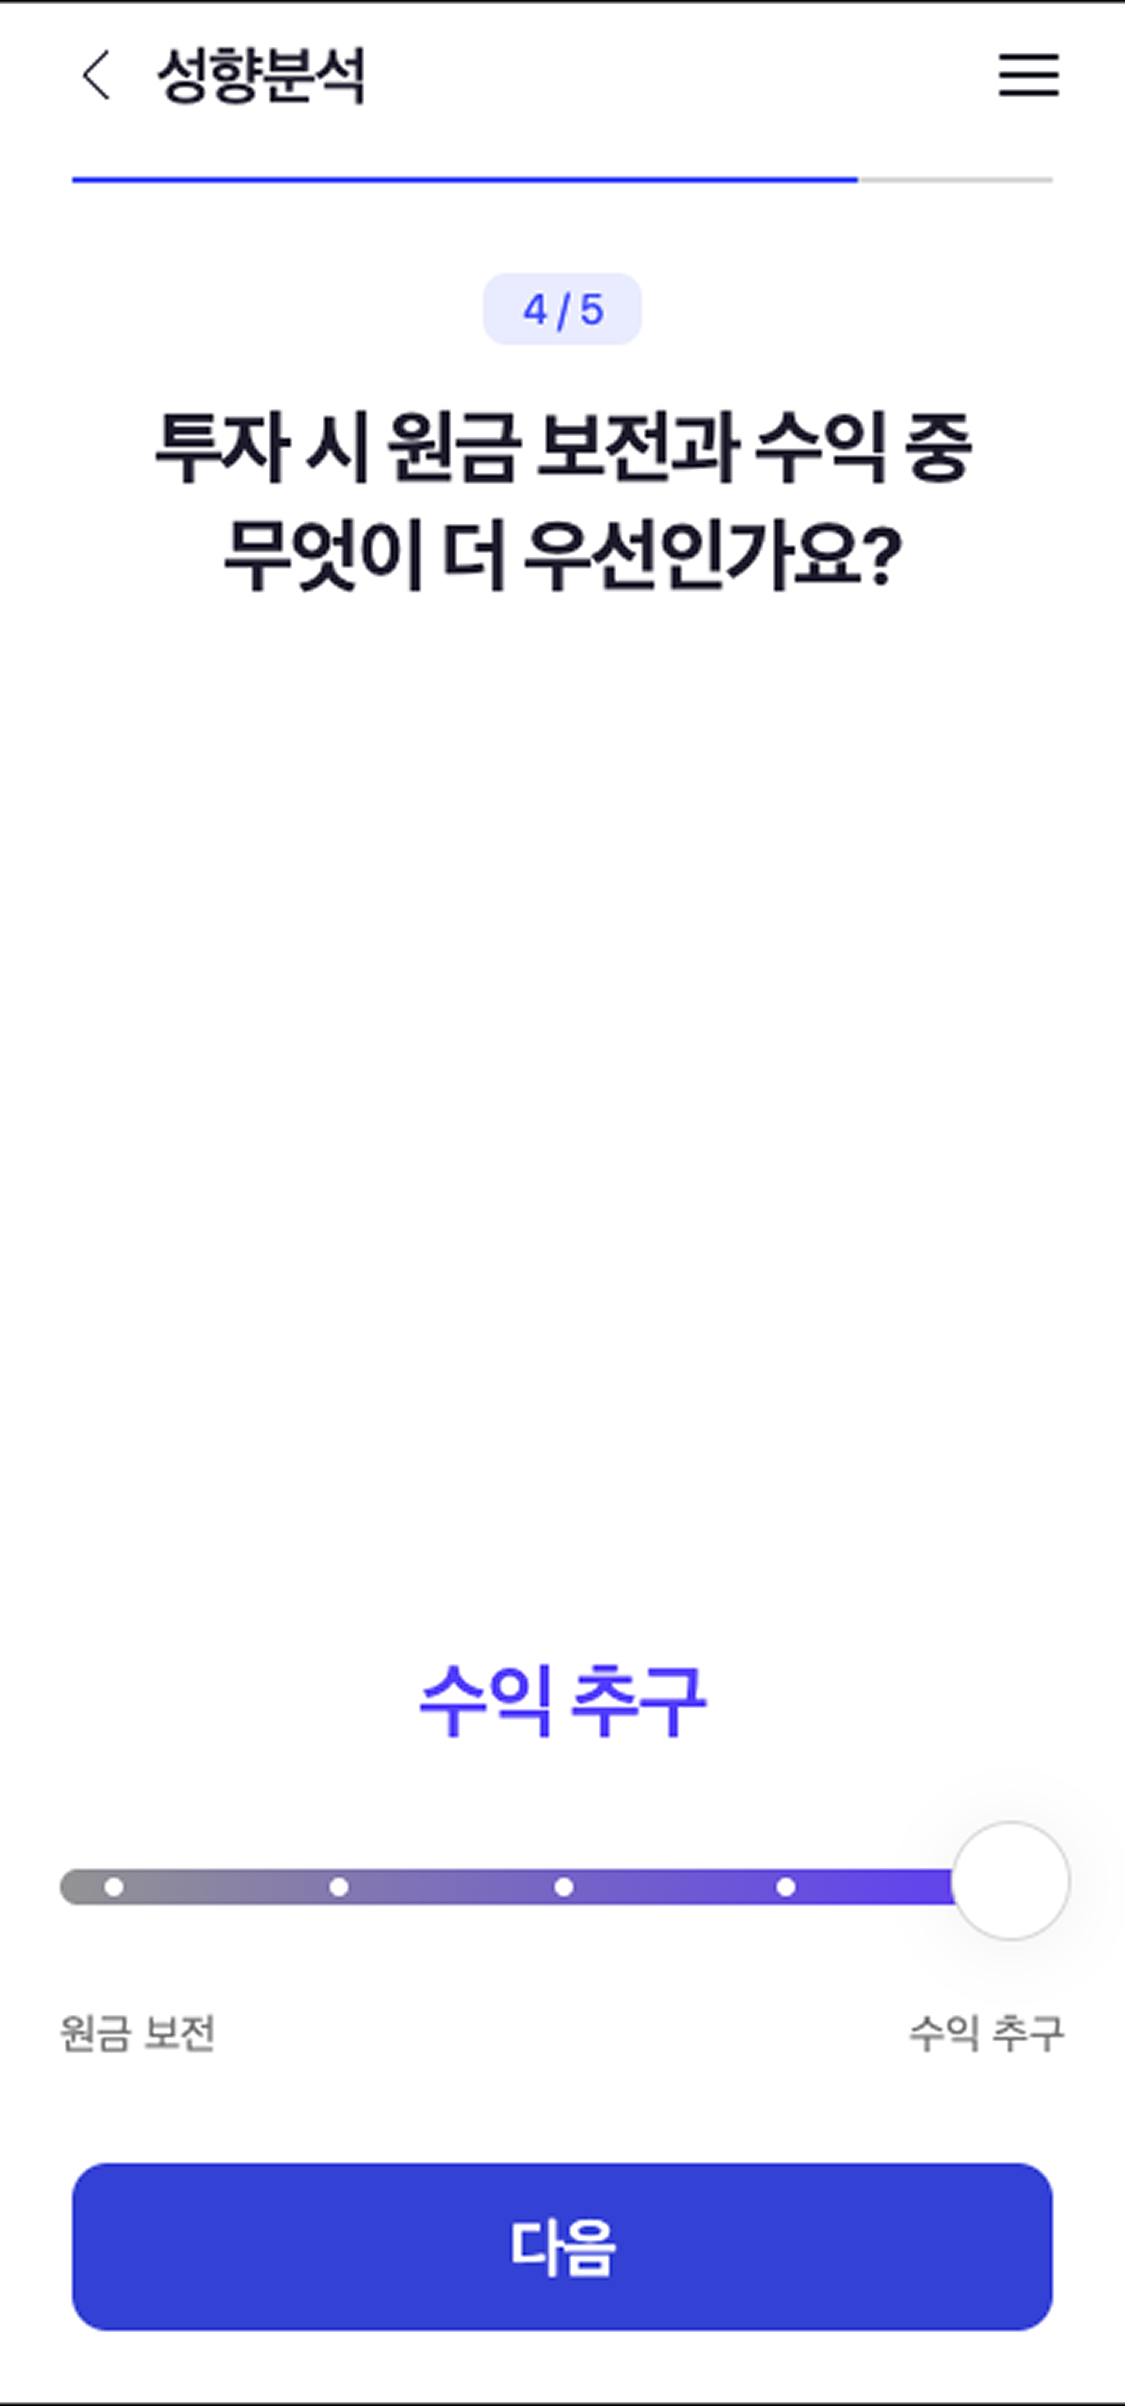 성향분석
4 / 5
투자 시 원금 보전과 수익 중
무엇이 더 우선인가요?
수익 추구
원금 보전
수익 추구
다음